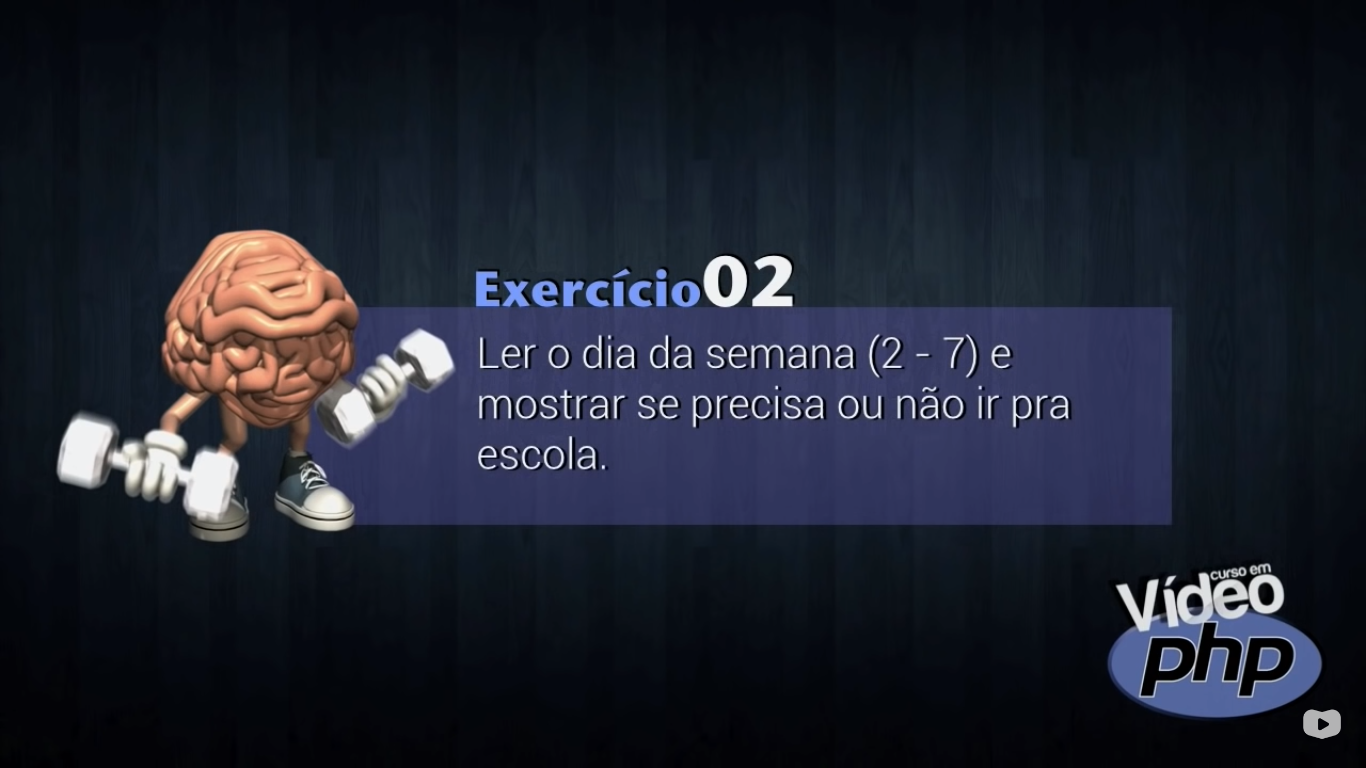 Exercício02
Ler o dia da semana (2 - 7) e
mostrar se precisa ou não ir pra
escola.
curso em
Vídeo
php